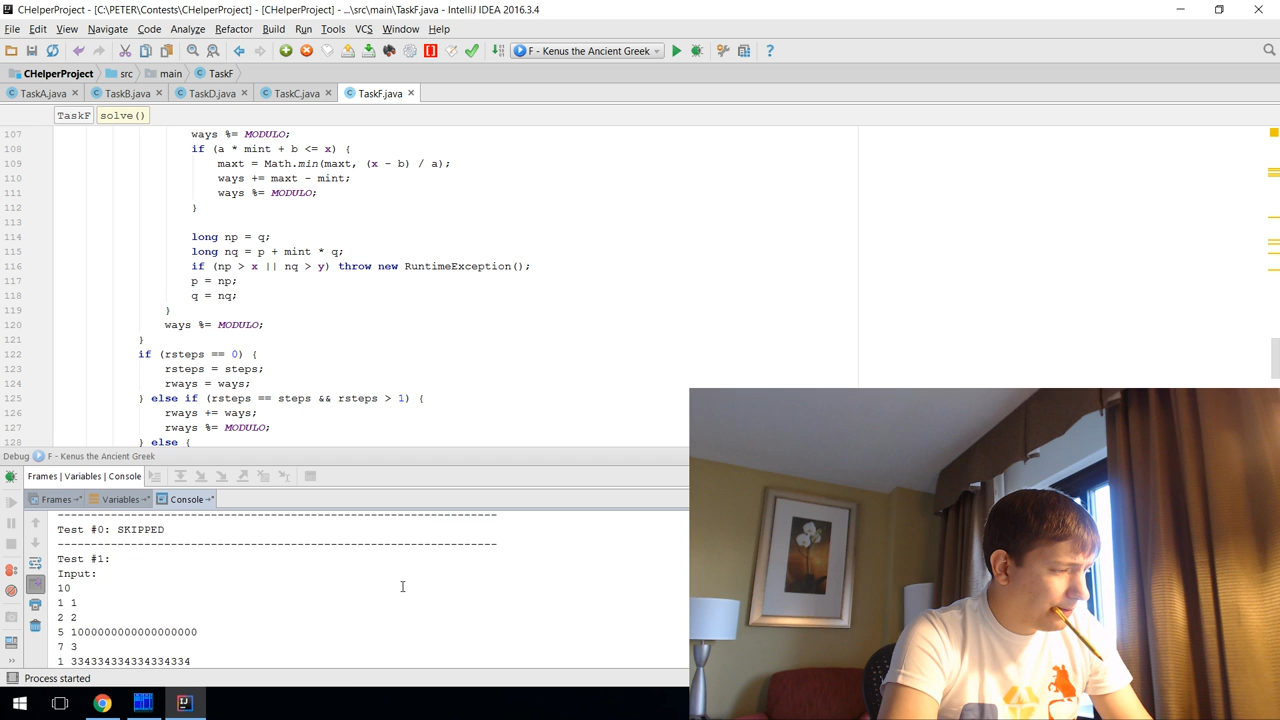 CHelperProject - [C:\PETER\Contests\CHelperProject] - [CHelperProject] - ...\src\main\TaskF.java - IntelliJ IDEA 2016.3.4
File Edit View Navigate Code Analyze Refactor Build Run Tools VCS Window Help
F - Kenus the Ancient Greek
CHelperProject src main TaskF
TaskA.java TaskB.java TaskD.java TaskC.java TaskF.java
TaskF solve()
107 ways %= MODULO;
108 if (a * mint + b <= x) {
109 maxt = Math.min(maxt, (x - b) / a);
110 ways += maxt - mint;
111 ways %= MODULO;
112 }
113
114 long np = q;
115 long nq = p + mint * q;
116 if (np > x || nq > y) throw new RuntimeException();
117 p = np;
118 q = nq;
119 }
120 ways %= MODULO;
121 }
122 if (rsteps == 0) {
123 rsteps = steps;
124 rways = ways;
125 } else if (rsteps == steps && rsteps > 1) {
126 rways += ways;
127 rways %= MODULO;
128 } else {
Debug F - Kenus the Ancient Greek
Frames | Variables | Console
Frames Variables Console
-----------------------------------------------------------------
Test #0: SKIPPED
-----------------------------------------------------------------
Test #1:
Input:
10
1 1
2 2
5 1000000000000000000
7 3
1 334334334334334334
Process started